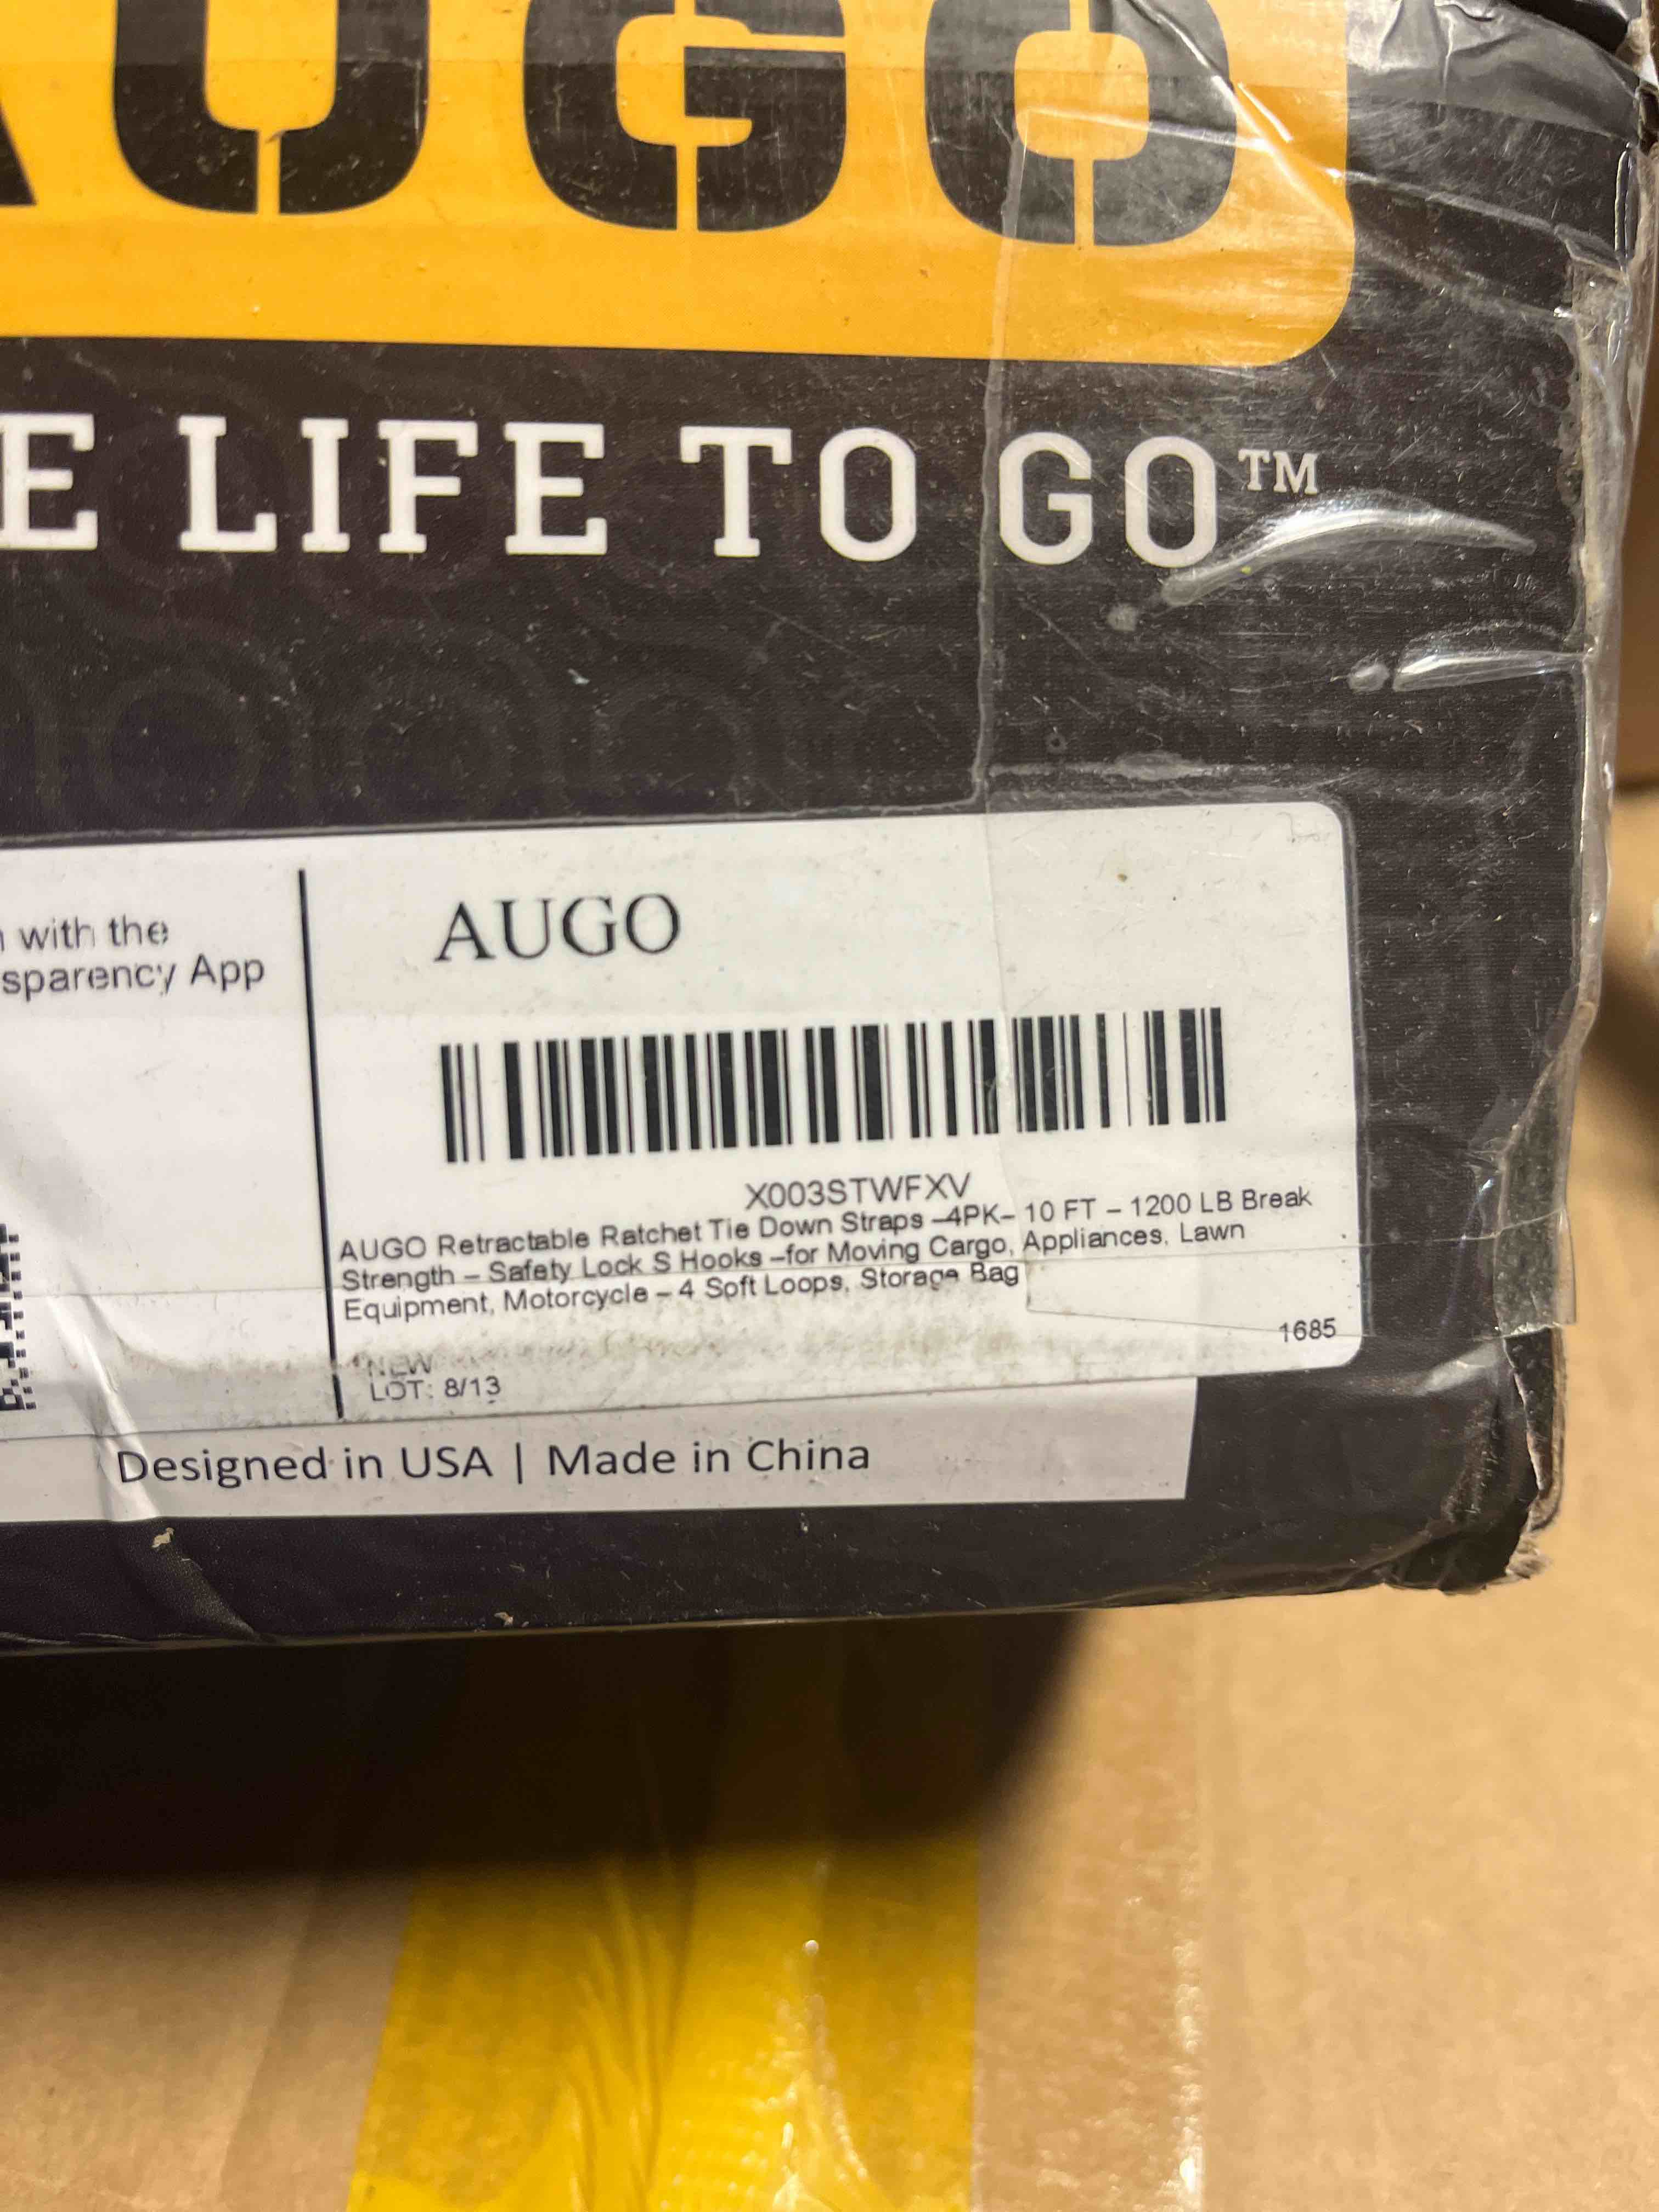 AUGO
E LIFE TO GO™
with the
sparency App
AUGO
X003STWFXV
AUGO Retractable Ratchet Tie Down Straps –4PK– 10 FT – 1200 LB Break
Strength – Safety Lock S Hooks –for Moving Cargo, Appliances, Lawn
Equipment, Motorcycle – 4 Soft Loops, Storage Bag
1685
NEW
LOT: 8/13
Designed in USA | Made in China